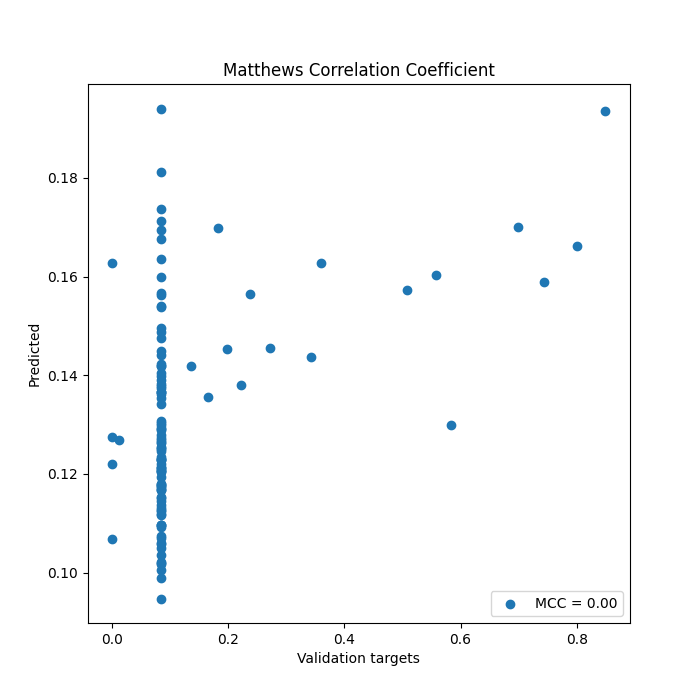 Matthews Correlation Coefficient
0.18
0.16
0.14
0.12
0.10
Predicted
MCC = 0.00
0.0 0.2 0.4 0.6 0.8
Validation targets